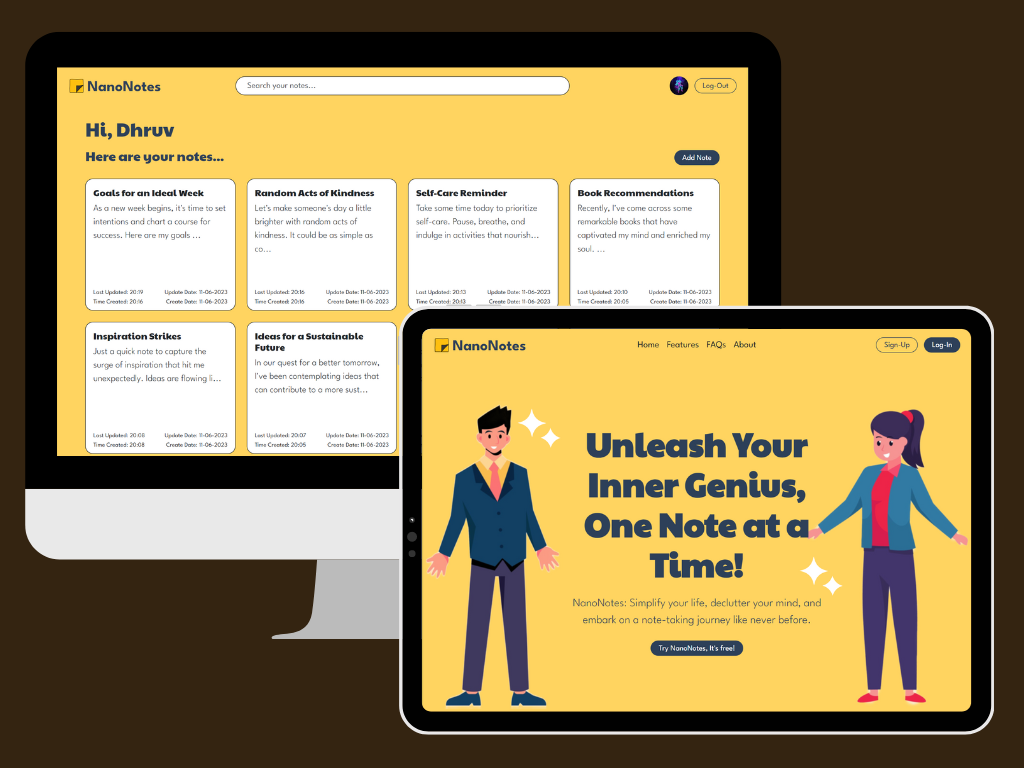 NanoNotes
Search your notes...
Log-Out
Hi, Dhruv
Here are your notes...
Add Note
Goals for an Ideal Week
As a new week begins, it's time to set
intentions and chart a course for
success. Here are my goals ...
Last Updated: 20:19 Update Date: 11-06-2023
Time Created: 20:16 Create Date: 11-06-2023
Random Acts of Kindness
Let's make someone's day a little
brighter with random acts of
kindness. It could be as simple as
co...
Last Updated: 20:16 Update Date: 11-06-2023
Time Created: 20:16 Create Date: 11-06-2023
Self-Care Reminder
Take some time today to prioritize
self-care. Pause, breathe, and
indulge in activities that nourish...
Last Updated: 20:13 Update Date: 11-06-2023
Time Created: 20:13 Create Date: 11-06-2023
Book Recommendations
Recently, I've come across some
remarkable books that have
captivated my mind and enriched my
soul. ...
Last Updated: 20:10 Update Date: 11-06-2023
Time Created: 20:05 Create Date: 11-06-2023
Inspiration Strikes
Just a quick note to capture the
surge of inspiration that hit me
unexpectedly. Ideas are flowing li...
Last Updated: 20:08 Update Date: 11-06-2023
Time Created: 20:08 Create Date: 11-06-2023
Ideas for a Sustainable
Future
In our quest for a better tomorrow,
I've been contemplating ideas that
can contribute to a more sust...
Last Updated: 20:07 Update Date: 11-06-2023
Time Created: 20:05 Create Date: 11-06-2023
NanoNotes
Home Features FAQs About
Sign-Up
Log-In
Unleash Your
Inner Genius,
One Note at a
Time!
NanoNotes: Simplify your life, declutter your mind, and
embark on a note-taking journey like never before.
Try NanoNotes, It's free!